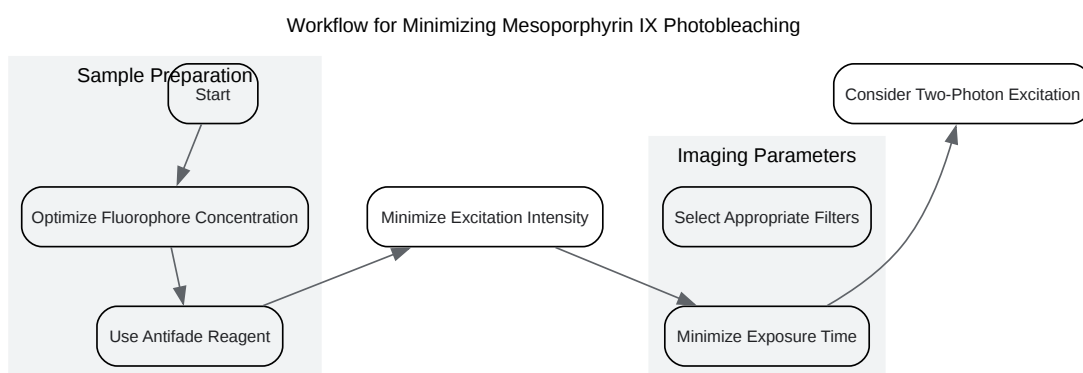 Workflow for Minimizing Mesoporphyrin IX Photobleaching
Sample Preparation
Start
Optimize Fluorophore Concentration
Use Antifade Reagent
Minimize Excitation Intensity
Imaging Parameters
Select Appropriate Filters
Minimize Exposure Time
Consider Two-Photon Excitation